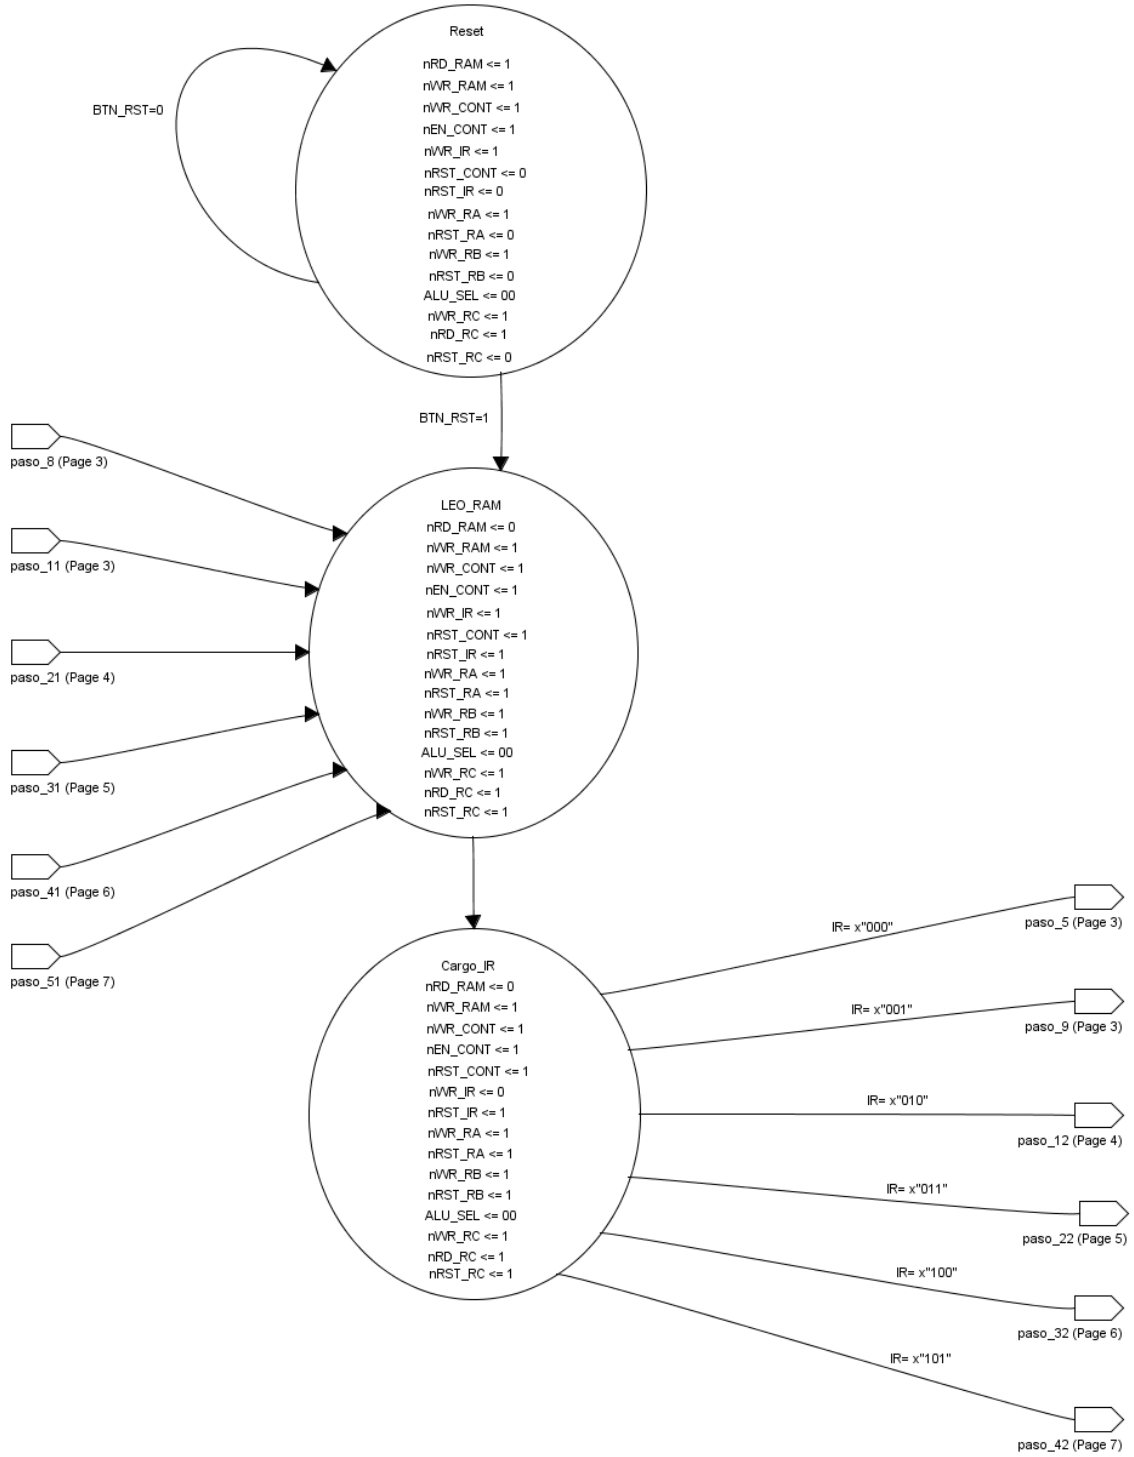 Reset
nRD_RAM <= 1
nWR_RAM <= 1
BTN_RST=0
nWR_CONT <= 1
nEN_CONT <= 1
nWR_IR <= 1
nRST_CONT <= 0
nRST_IR <= 0
nWR_RA <= 1
nRST_RA <= 0
nWR_RB <= 1
nRST_RB <= 0
ALU_SEL <= 00
nWR_RC <= 1
nRD_RC <= 1
nRST_RC <= 0
BTN_RST=1
paso_8 (Page 3)
paso_11 (Page 3)
paso_21 (Page 4)
paso_31 (Page 5)
paso_41 (Page 6)
paso_51 (Page 7)
LEO_RAM
nRD_RAM <= 0
nWR_RAM <= 1
nWR_CONT <= 1
nEN_CONT <= 1
nWR_IR <= 1
nRST_CONT <= 1
nRST_IR <= 1
nWR_RA <= 1
nRST_RA <= 1
nWR_RB <= 1
nRST_RB <= 1
ALU_SEL <= 00
nWR_RC <= 1
nRD_RC <= 1
nRST_RC <= 1
Cargo_IR
nRD_RAM <= 0
nWR_RAM <= 1
nWR_CONT <= 1
nEN_CONT <= 1
nRST_CONT <= 1
nWR_IR <= 0
nRST_IR <= 1
nWR_RA <= 1
nRST_RA <= 1
nWR_RB <= 1
nRST_RB <= 1
ALU_SEL <= 00
nWR_RC <= 1
nRD_RC <= 1
nRST_RC <= 1
IR= x"000"
paso_5 (Page 3)
IR= x"001"
paso_9 (Page 3)
IR= x"010"
paso_12 (Page 4)
IR= x"011"
paso_22 (Page 5)
IR= x"100"
paso_32 (Page 6)
IR= x"101"
paso_42 (Page 7)